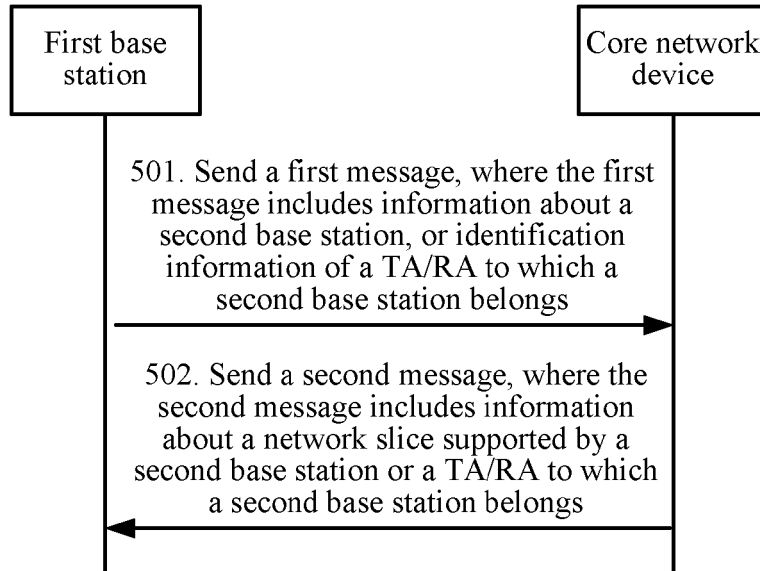 First base
station
Core network
device
501. Send a first message, where the first
message includes information about a
second base station, or identification
information of a TA/RA to which a
second base station belongs
502. Send a second message, where the
second message includes information
about a network slice supported by a
second base station or a TA/RA to which
a second base station belongs